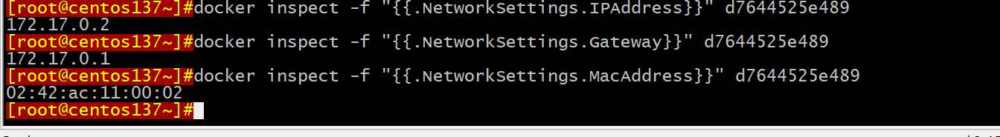 [root@centos137~]#docker inspect -f "{{.NetworkSettings.IPAddress}}" d7644525e489
172.17.0.2
[root@centos137~]#docker inspect -f "{{.NetworkSettings.Gateway}}" d7644525e489
172.17.0.1
[root@centos137~]#docker inspect -f "{{.NetworkSettings.MacAddress}}" d7644525e489
02:42:ac:11:00:02
[root@centos137~]#